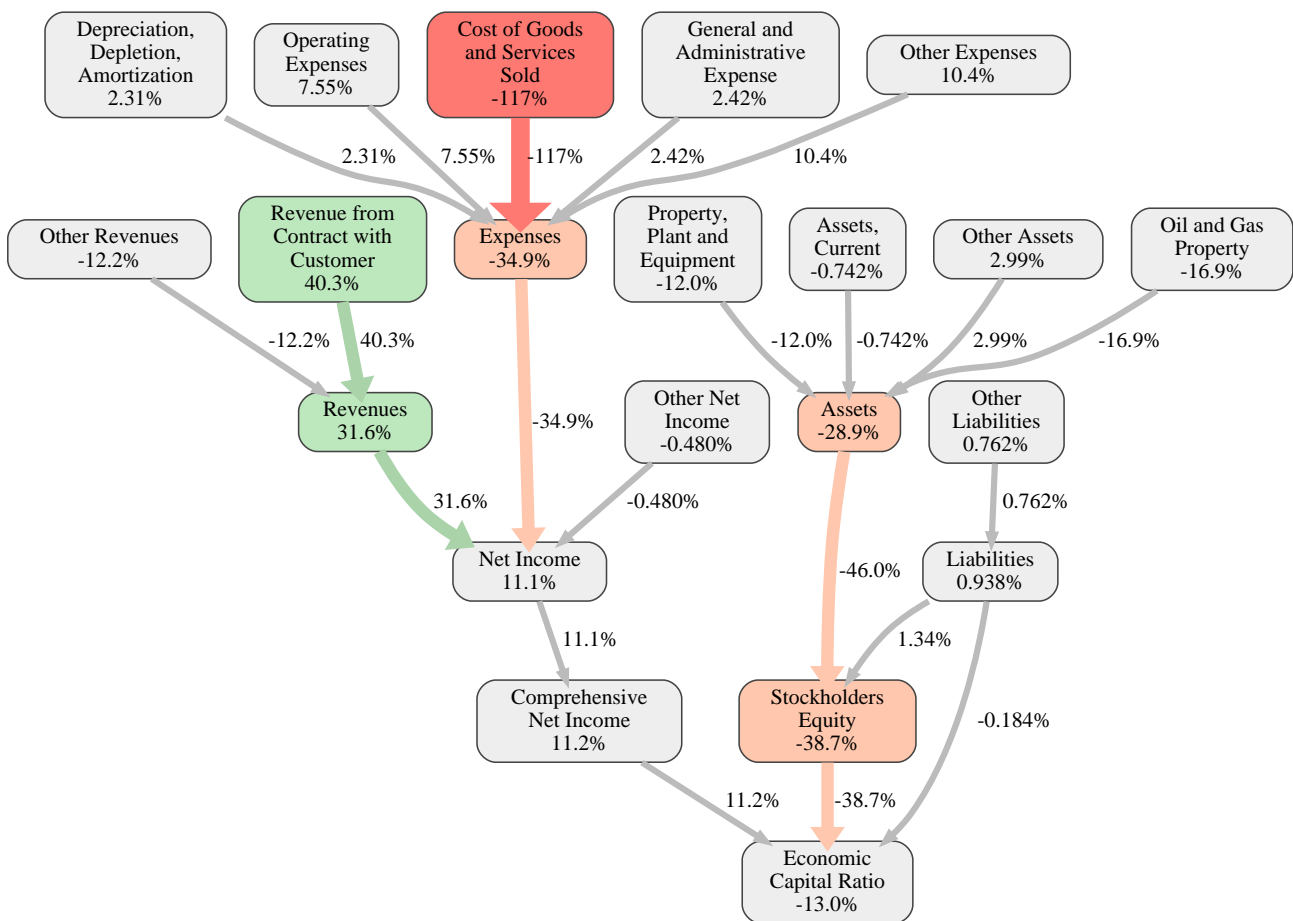 Depreciation,
Depletion,
Amortization
2.31%
Operating
Expenses
7.55%
Cost of Goods
and Services
Sold
-117%
General and
Administrative
Expense
2.42%
Other Expenses
10.4%
2.31%
7.55%
-117%
2.42%
10.4%
Other Revenues
-12.2%
Revenue from
Contract with
Customer
40.3%
Expenses
-34.9%
Property,
Plant and
Equipment
-12.0%
Assets,
Current
-0.742%
Other Assets
2.99%
Oil and Gas
Property
-16.9%
-12.2%
40.3%
-12.0%
-0.742%
2.99%
-16.9%
Revenues
31.6%
-34.9%
Other Net
Income
-0.480%
Assets
-28.9%
Other
Liabilities
0.762%
31.6%
-0.480%
0.762%
Net Income
11.1%
-46.0%
Liabilities
0.938%
11.1%
1.34%
Comprehensive
Net Income
11.2%
Stockholders
Equity
-38.7%
-0.184%
11.2%
-38.7%
Economic
Capital Ratio
-13.0%